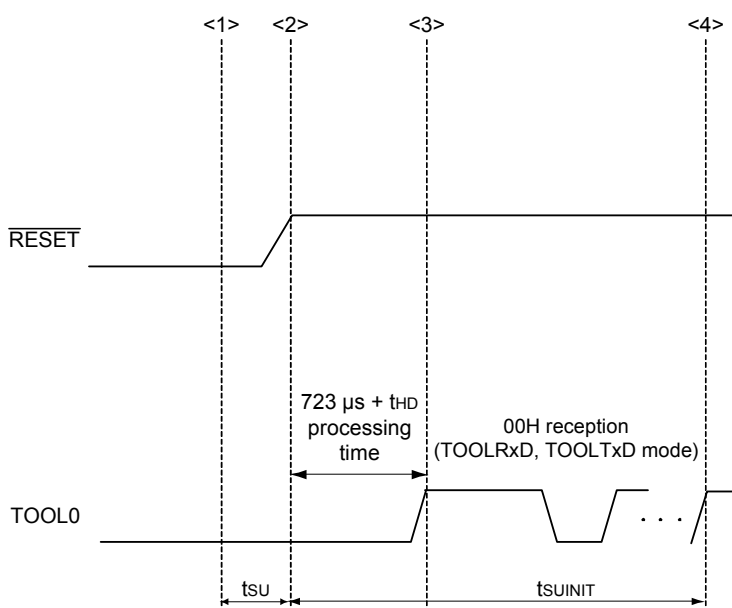 <1> <2> <3> <4>
RESET
723 µs + tHD
processing
time
00H reception
(TOOLRxD, TOOLTxD mode)
TOOL0
. . .
tSU
tSUINIT